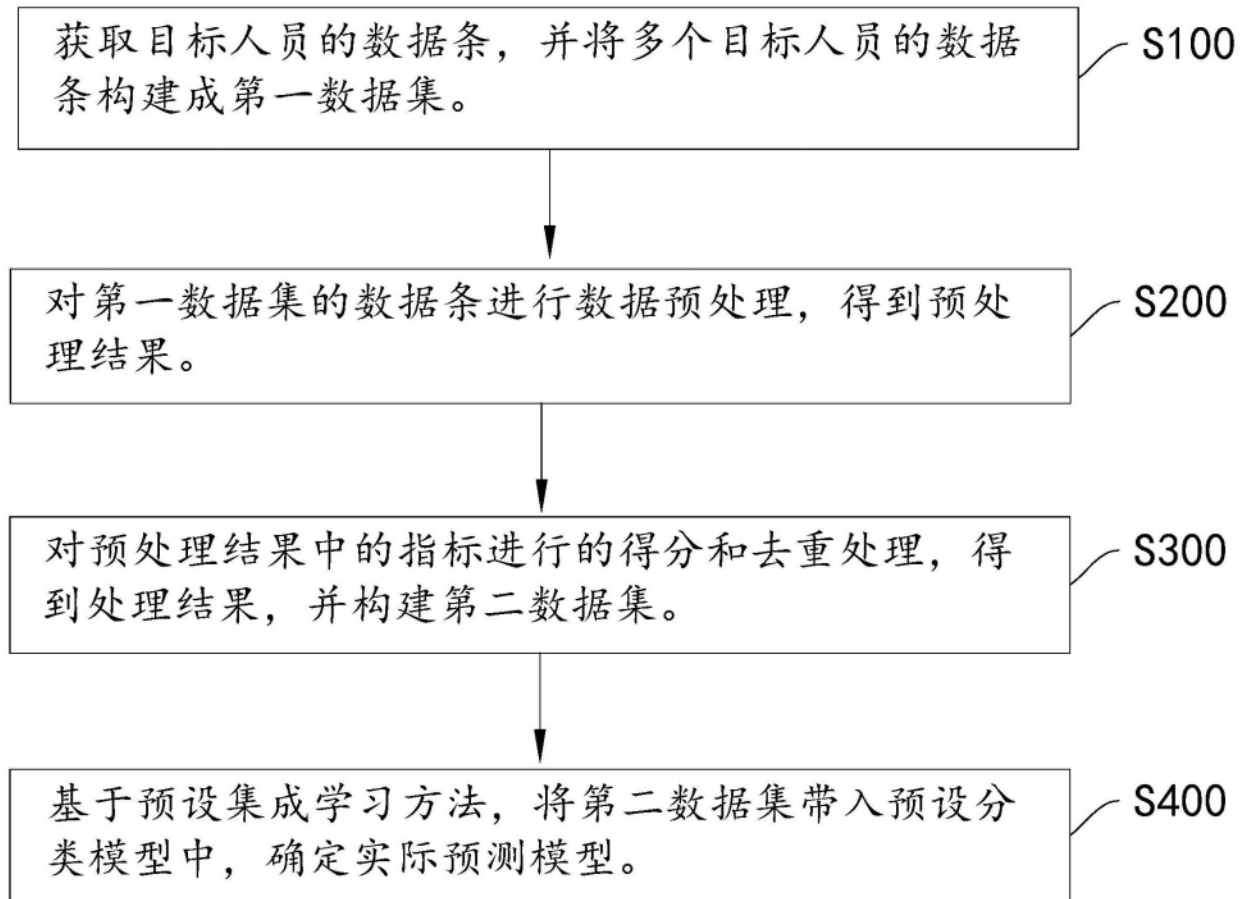 获取目标人员的数据条，并将多个目标人员的数据
条构建成第一数据集。
S100
对第一数据集的数据条进行数据预处理，得到预处
理结果。
S200
对预处理结果中的指标进行的得分和去重处理，得
到处理结果，并构建第二数据集。
S300
基于预设集成学习方法，将第二数据集带入预设分
类模型中，确定实际预测模型。
S400